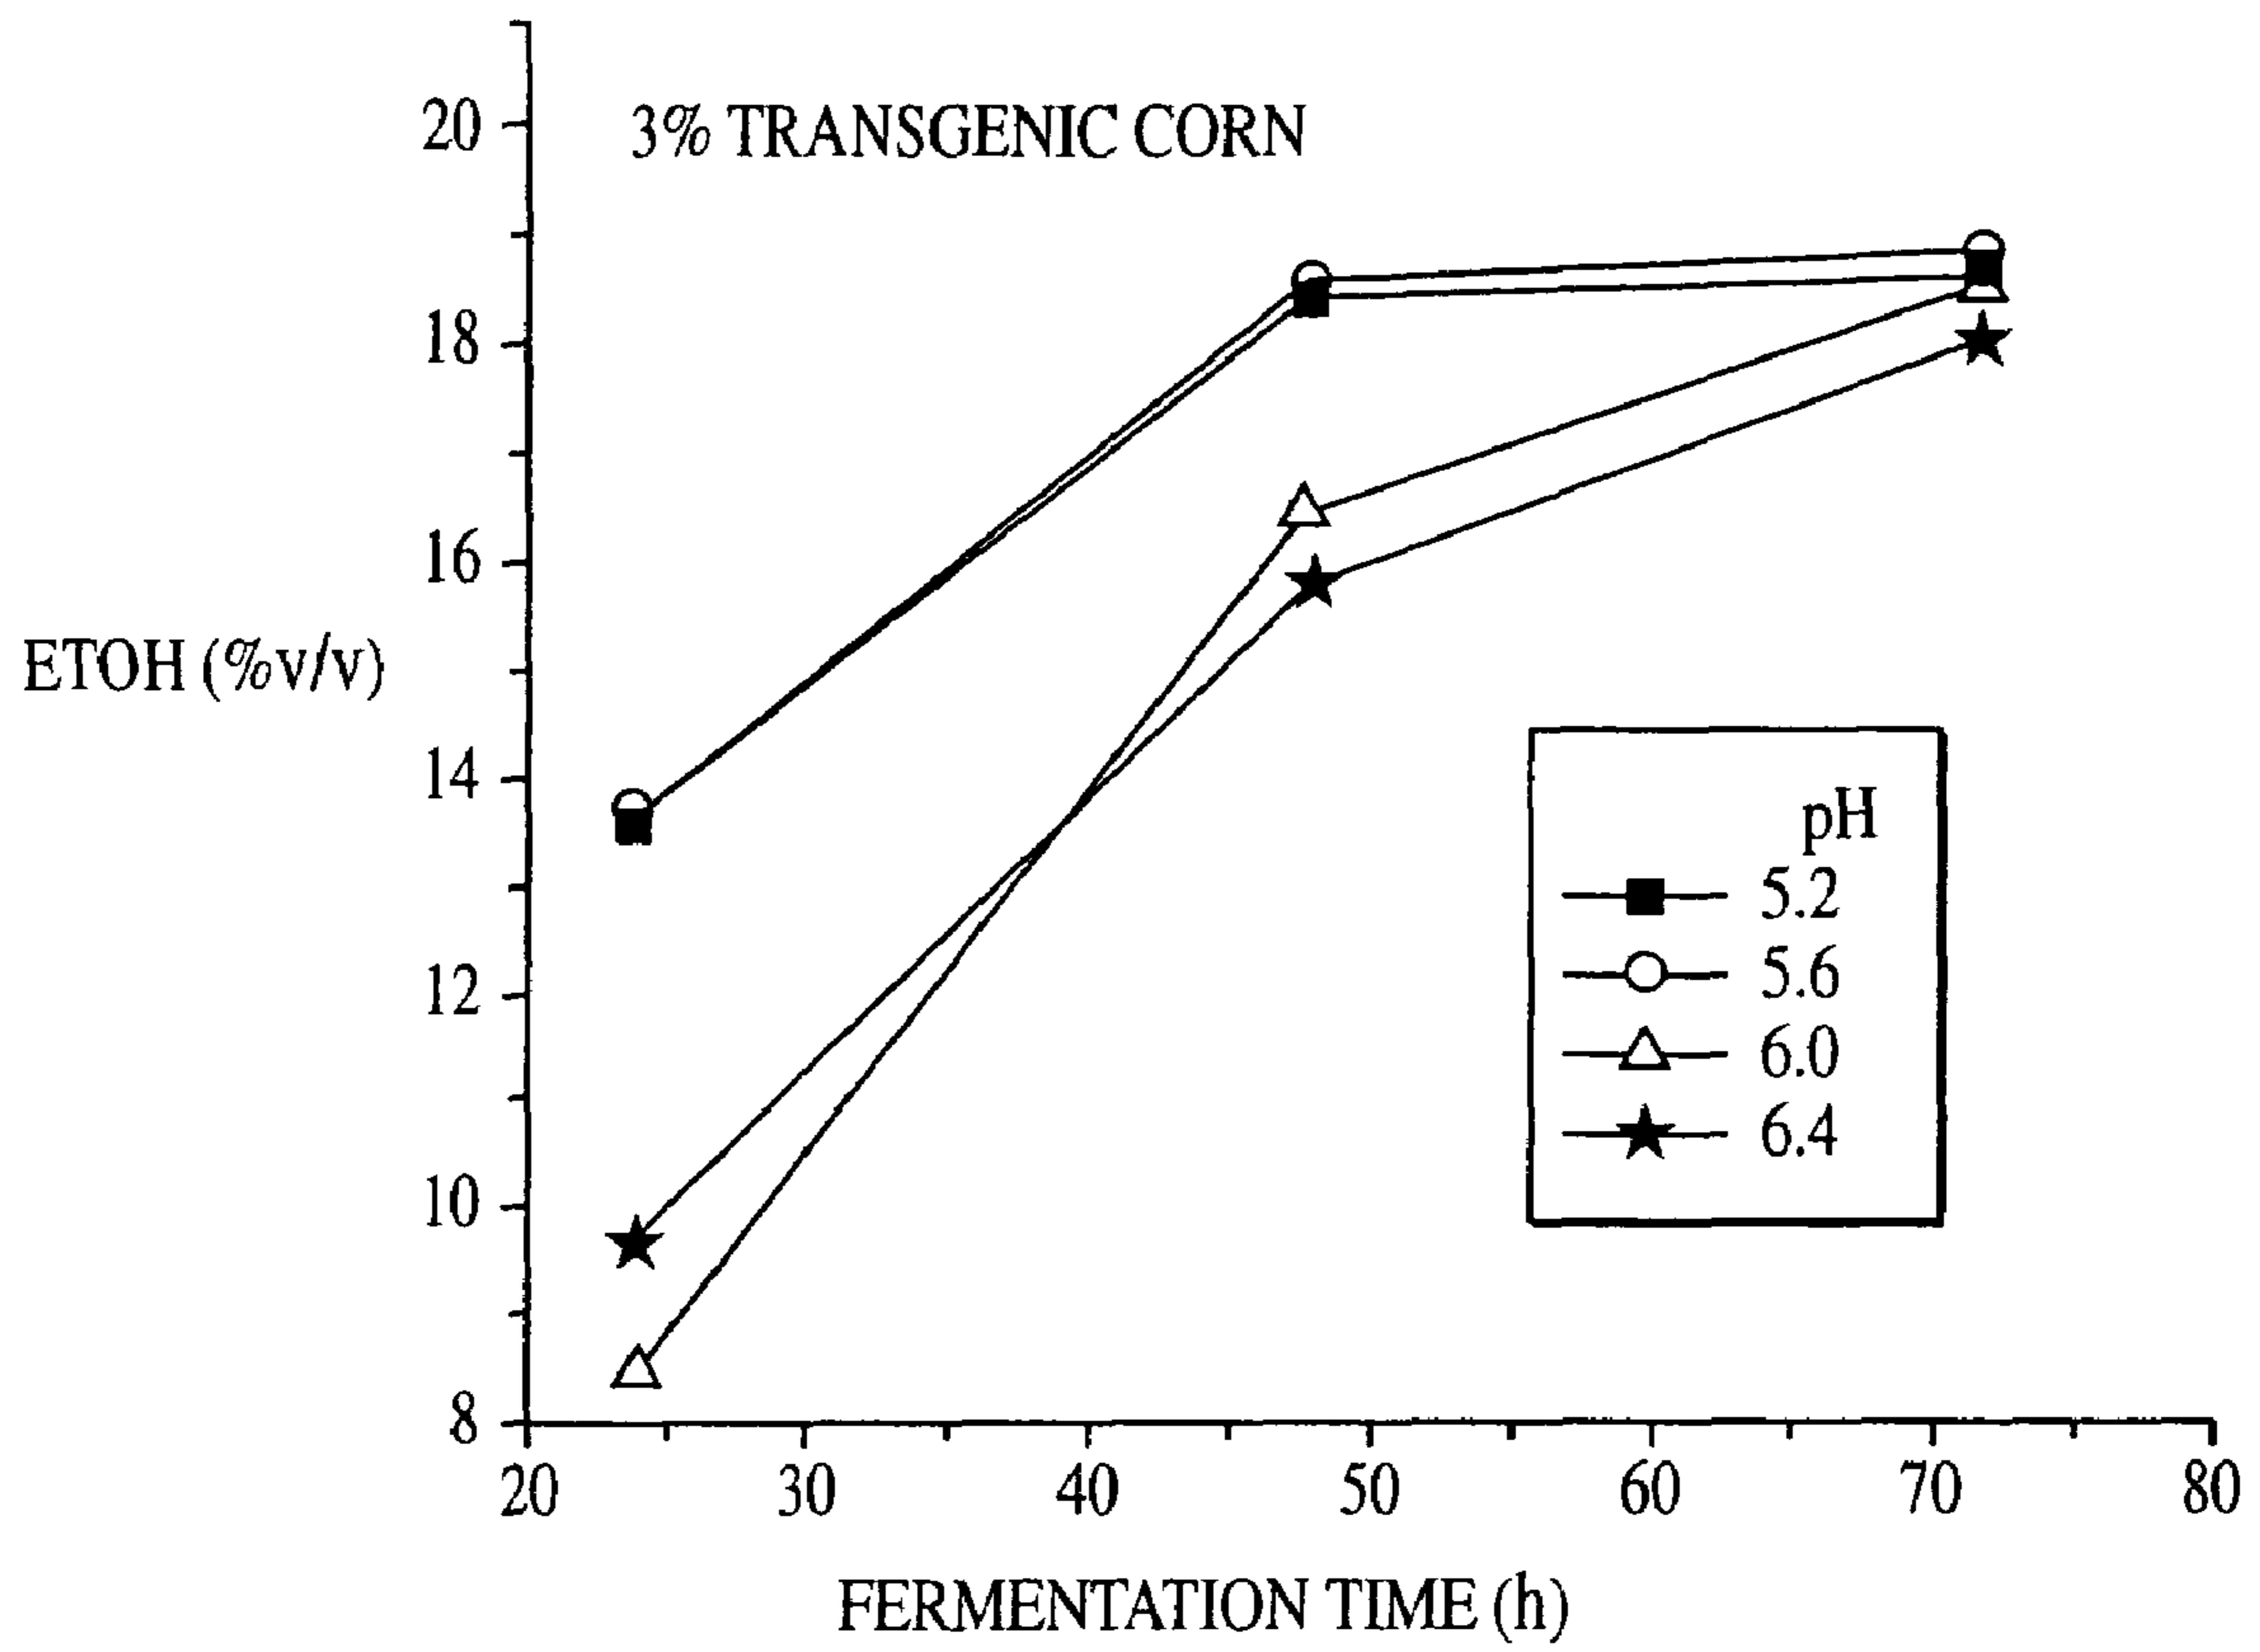 3% TRANSGENIC CORN
20
18
16
ETOH (%v/v)
14
12
10
8
pH
5.2
5.6
6.0
6.4
20 30 40 50 60 70 80
FERMENTATION TIME (h)